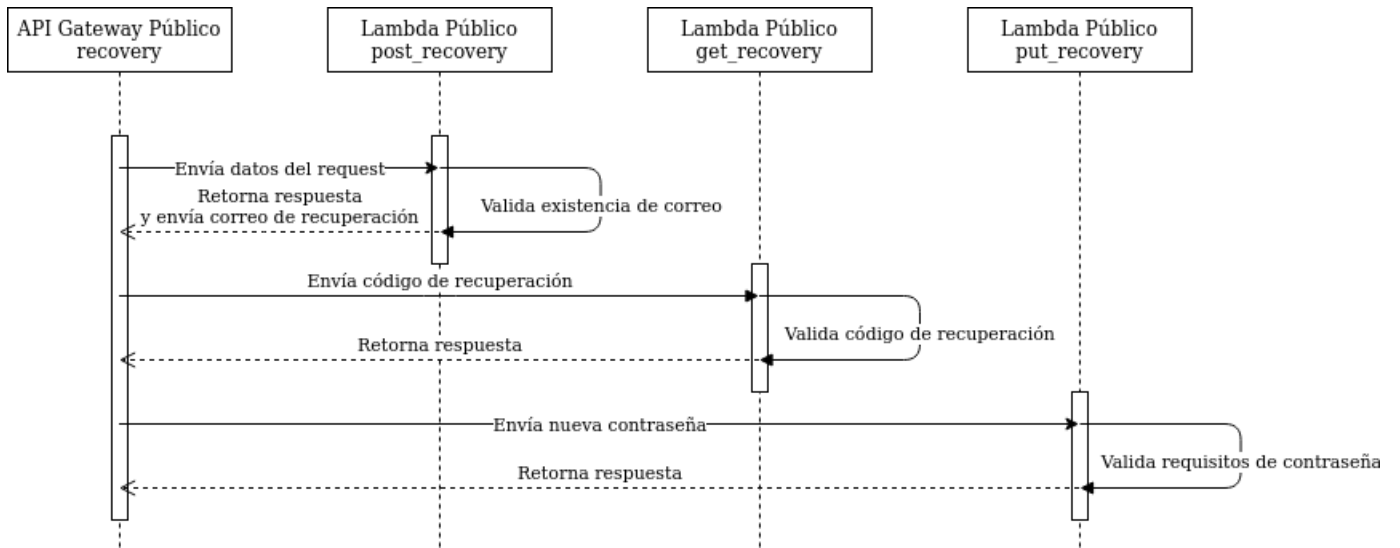 API Gateway Público
recovery
Lambda Público
post_recovery
Lambda Público
get_recovery
Lambda Público
put_recovery
Envía datos del request
Retorna respuesta
y envía correo de recuperación
Valida existencia de correo
Envía código de recuperación
Valida código de recuperación
Retorna respuesta
Envía nueva contraseña
Valida requisitos de contraseña
Retorna respuesta